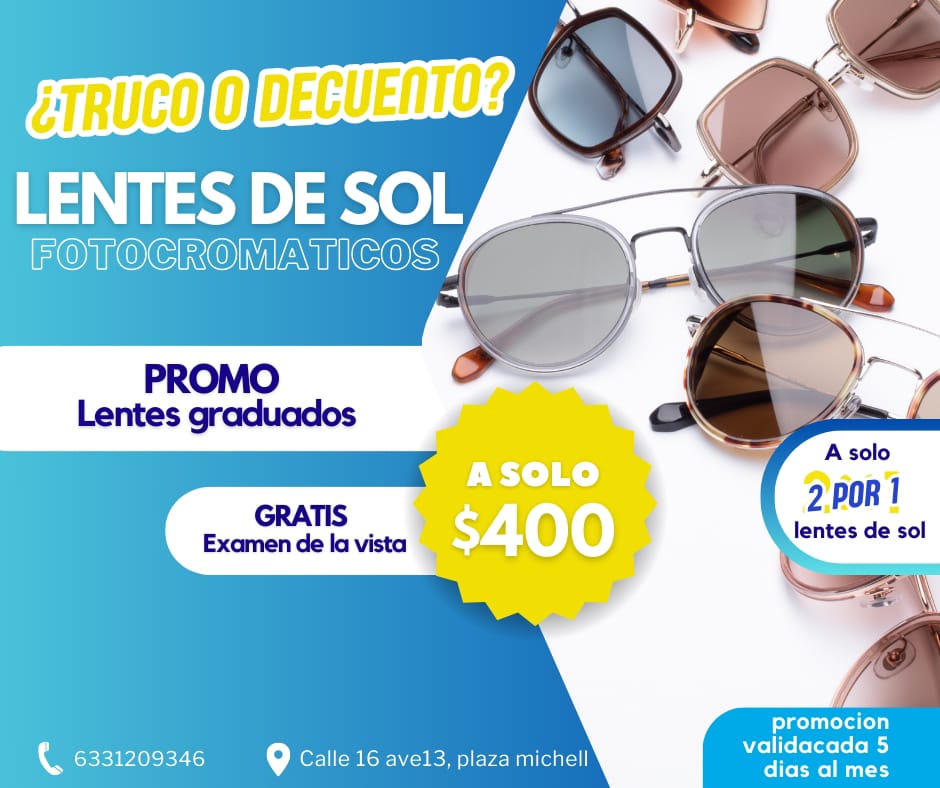 ¿TRUCO O DECUENTO?
LENTES DE SOL
FOTOCROMATICOS
PROMO
Lentes graduados
A SOLO
$400
GRATIS
Examen de la vista
A solo
2 POR 1
lentes de sol
6331209346
Calle 16 ave13, plaza michell
promocion
validacada 5
dias al mes